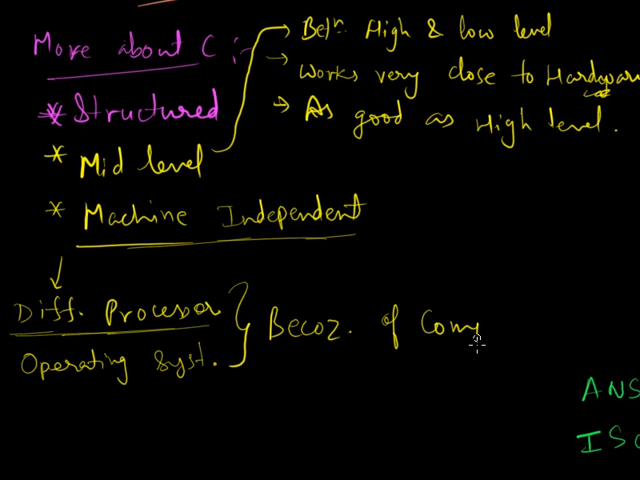 More about C :-
* Structured
* Mid level
→ Betn. High & low level
→ Works very close to Hardware
→ As good as High level.
* Machine Independent
Diff. Processor
Operating Syst.
Becoz. of Com
ANS
ISO